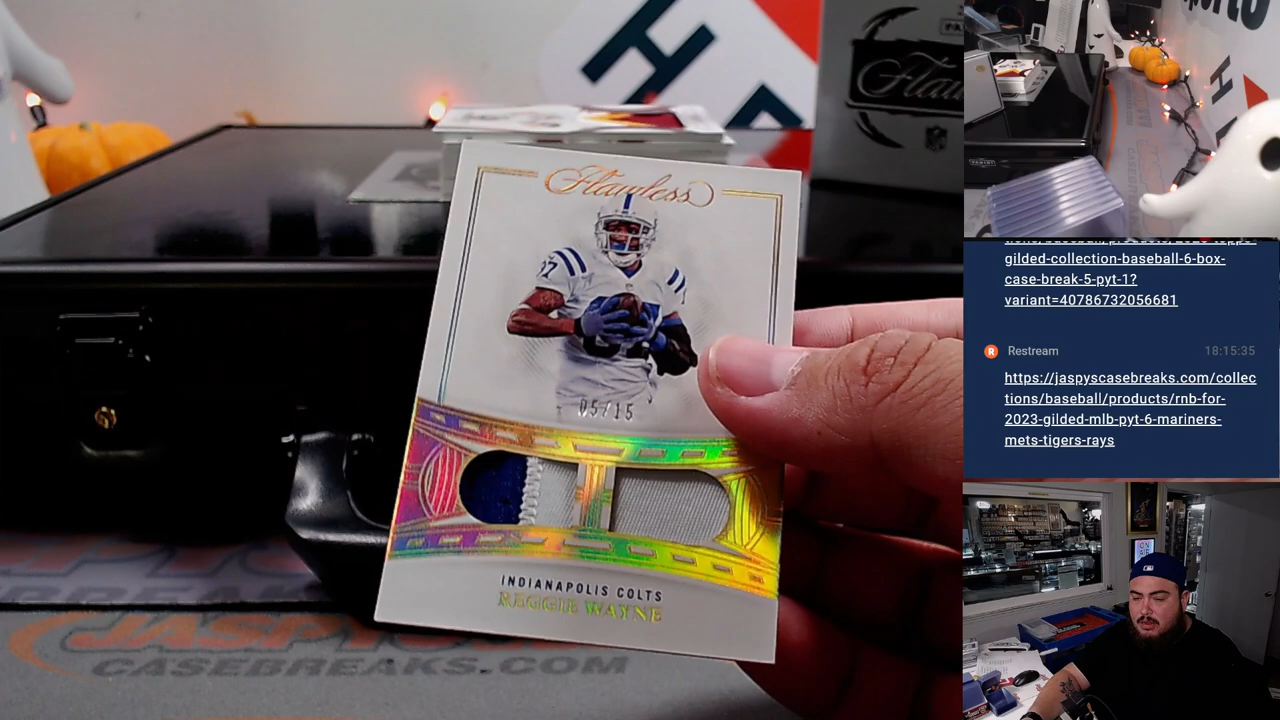 Flawless
05/15
INDIANAPOLIS COLTS
REGGIE WAYNE
JASPY'S
CASEBREAKS.COM
gilded-collection-baseball-6-box-
case-break-5-pyt-1?
variant=40786732056681
Restream 18:15:35
https://jaspyscasebreaks.com/collec
tions/baseball/products/rnb-for-
2023-gilded-mlb-pyt-6-mariners-
mets-tigers-rays